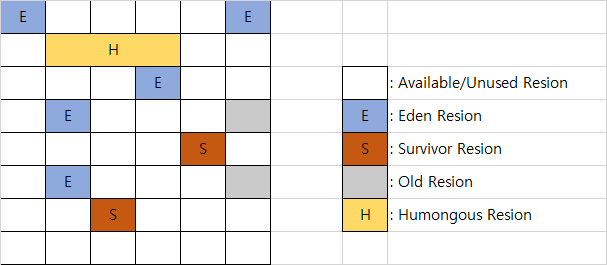 E E
H
E
E
S
E
S
: Available/Unused Resion
E : Eden Resion
S : Survivor Resion
: Old Resion
H : Humongous Resion